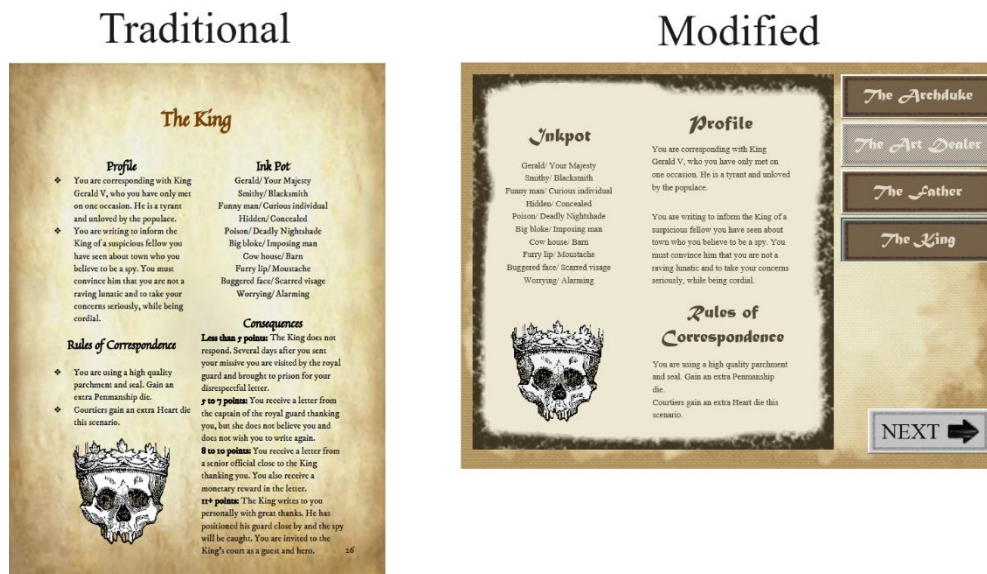 Traditional
The King
Profile
❖ You are corresponding with King
Gerald V, who you have only met
on one occasion. He is a tyrant
and unloved by the populace.
❖ You are writing to inform the
King of a suspicious fellow you
have seen about town who you
believe to be a spy. You must
convince him that you are not a
raving lunatic and to take your
concerns seriously, while being
cordial.
Rules of Correspondence
❖ You are using a high quality
parchment and seal. Gain an
extra Penmanship die.
❖ Courtiers gain an extra Heart die
this scenario.
Ink Pot
Gerald/ Your Majesty
Smithy/ Blacksmith
Funny man/ Curious individual
Hidden/ Concealed
Poison/ Deadly Nightshade
Big bloke/ Imposing man
Cow house/ Barn
Furry lip/ Moustache
Buggered face/ Scarred visage
Worrying/ Alarming
Consequences
Less than 5 points: The King does not
respond. Several days after you sent
your missive you are visited by the royal
guard and brought to prison for your
disrespectful letter.
5 to 7 points: You receive a letter from
the captain of the royal guard thanking
you, but she does not believe you and
does not wish you to write again.
8 to 10 points: You receive a letter from
a senior official close to the King
thanking you. You also receive a
monetary reward in the letter.
11+ points: The King writes to you
personally with great thanks. He has
positioned his guard close by and the spy
will be caught. You are invited to the
King's court as a guest and hero.
26
Modified
Inkpot
Gerald/ Your Majesty
Smithy/ Blacksmith
Funny man/ Curious individual
Hidden/ Concealed
Poison/ Deadly Nightshade
Big bloke/ Imposing man
Cow house/ Barn
Furry lip/ Moustache
Buggered face/ Scarred visage
Worrying/ Alarming
Profile
You are corresponding with King
Gerald V, who you have only met on
one occasion. He is a tyrant and unloved
by the populace.
You are writing to inform the King of a
suspicious fellow you have seen about
town who you believe to be a spy. You
must convince him that you are not a
raving lunatic and to take your concerns
seriously, while being cordial.
Rules of
Correspondence
You are using a high quality parchment
and seal. Gain an extra Penmanship
die.
Courtiers gain an extra Heart die this
scenario.
The Archduke
The Art Dealer
The Father
The King
NEXT